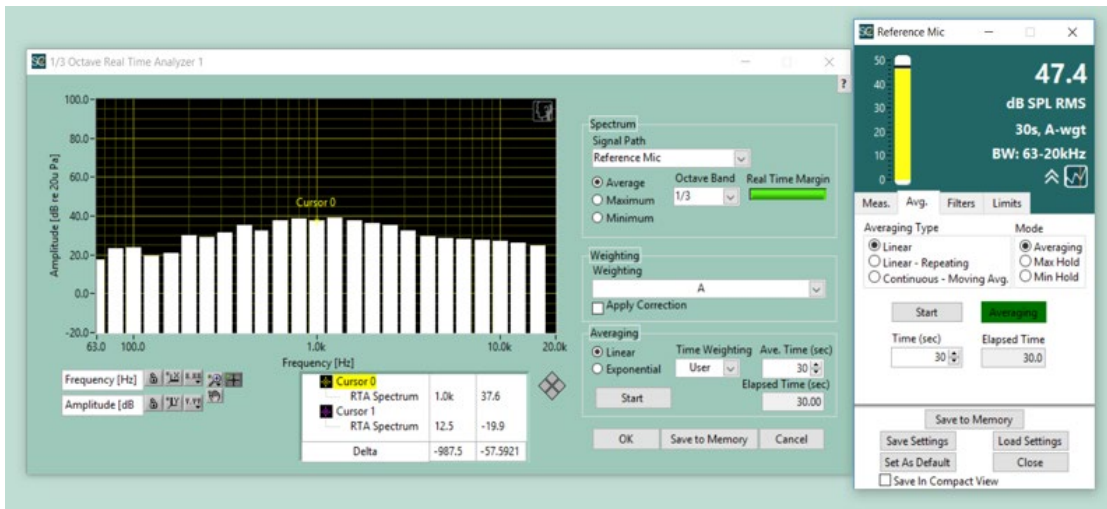 SC 1/3 Octave Real Time Analyzer 1
?
100.0
80.0
60.0
40.0
20.0
0.0
-20.0
Amplitude [dB re 20u Pa]
Cursor 0
63.0 100.0 1.0k 10.0k 20.0k
Frequency [Hz]
Frequency [Hz]
Amplitude [dB
Cursor 0
RTA Spectrum 1.0k 37.6
Cursor 1
RTA Spectrum 12.5 -19.9
Delta -987.5 -57.5921
Spectrum
Signal Path
Reference Mic
Average
Maximum
Minimum
Octave Band
1/3
Real Time Margin
Weighting
Weighting
A
Apply Correction
Averaging
Linear
Exponential
Time Weighting
User
Ave. Time (sec)
30
Elapsed Time (sec)
30.00
Start
OK Save to Memory Cancel
SC Reference Mic
50
40
30
20
10
0
47.4
dB SPL RMS
30s, A-wgt
BW: 63-20kHz
Meas. Avg. Filters Limits
Averaging Type
Linear
Linear - Repeating
Continuous - Moving Avg.
Mode
Averaging
Max Hold
Min Hold
Start Averaging
Time (sec) Elapsed Time
30 30.0
Save to Memory
Save Settings Load Settings
Set As Default Close
Save In Compact View